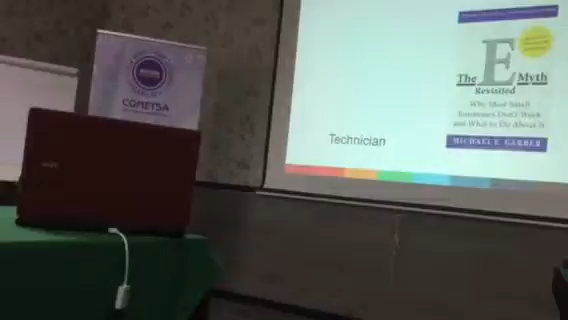 COMETSA
Technician
The E Myth
Revisited
Why Most Small
Businesses Don't Work
and What to Do About It
MICHAEL E. GERBER